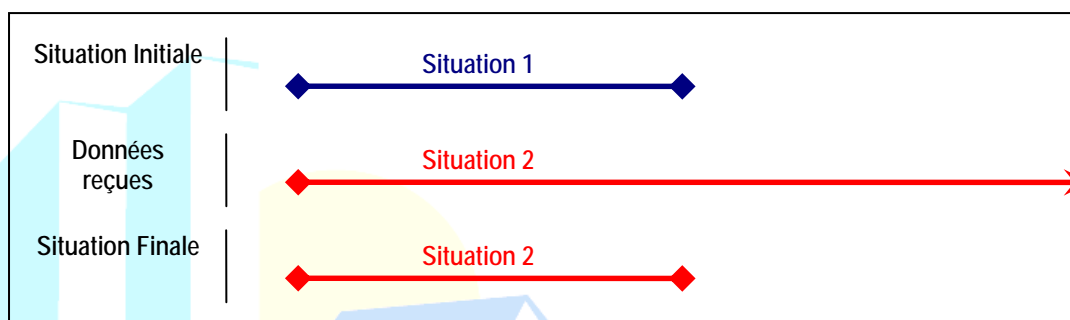 Situation Initiale
Situation 1
Données
reçues
Situation 2
Situation Finale
Situation 2